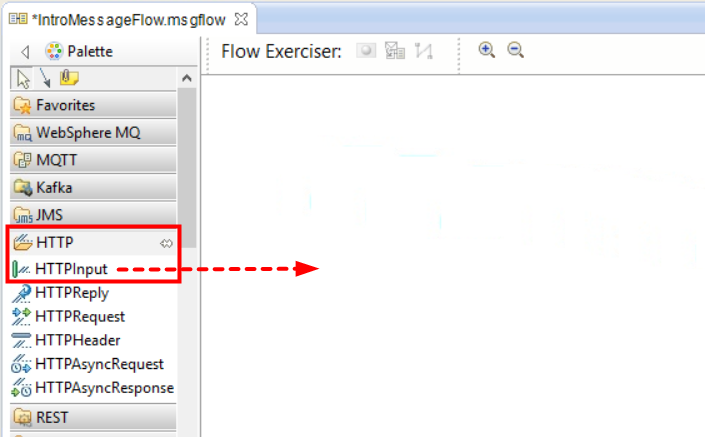 *IntroMessageFlow.msgflow
Palette
Flow Exerciser:
Favorites
WebSphere MQ
MQTT
Kafka
JMS
HTTP
HTTPInput
HTTPReply
HTTPRequest
HTTPHeader
HTTPAsyncRequest
HTTPAsyncResponse
REST